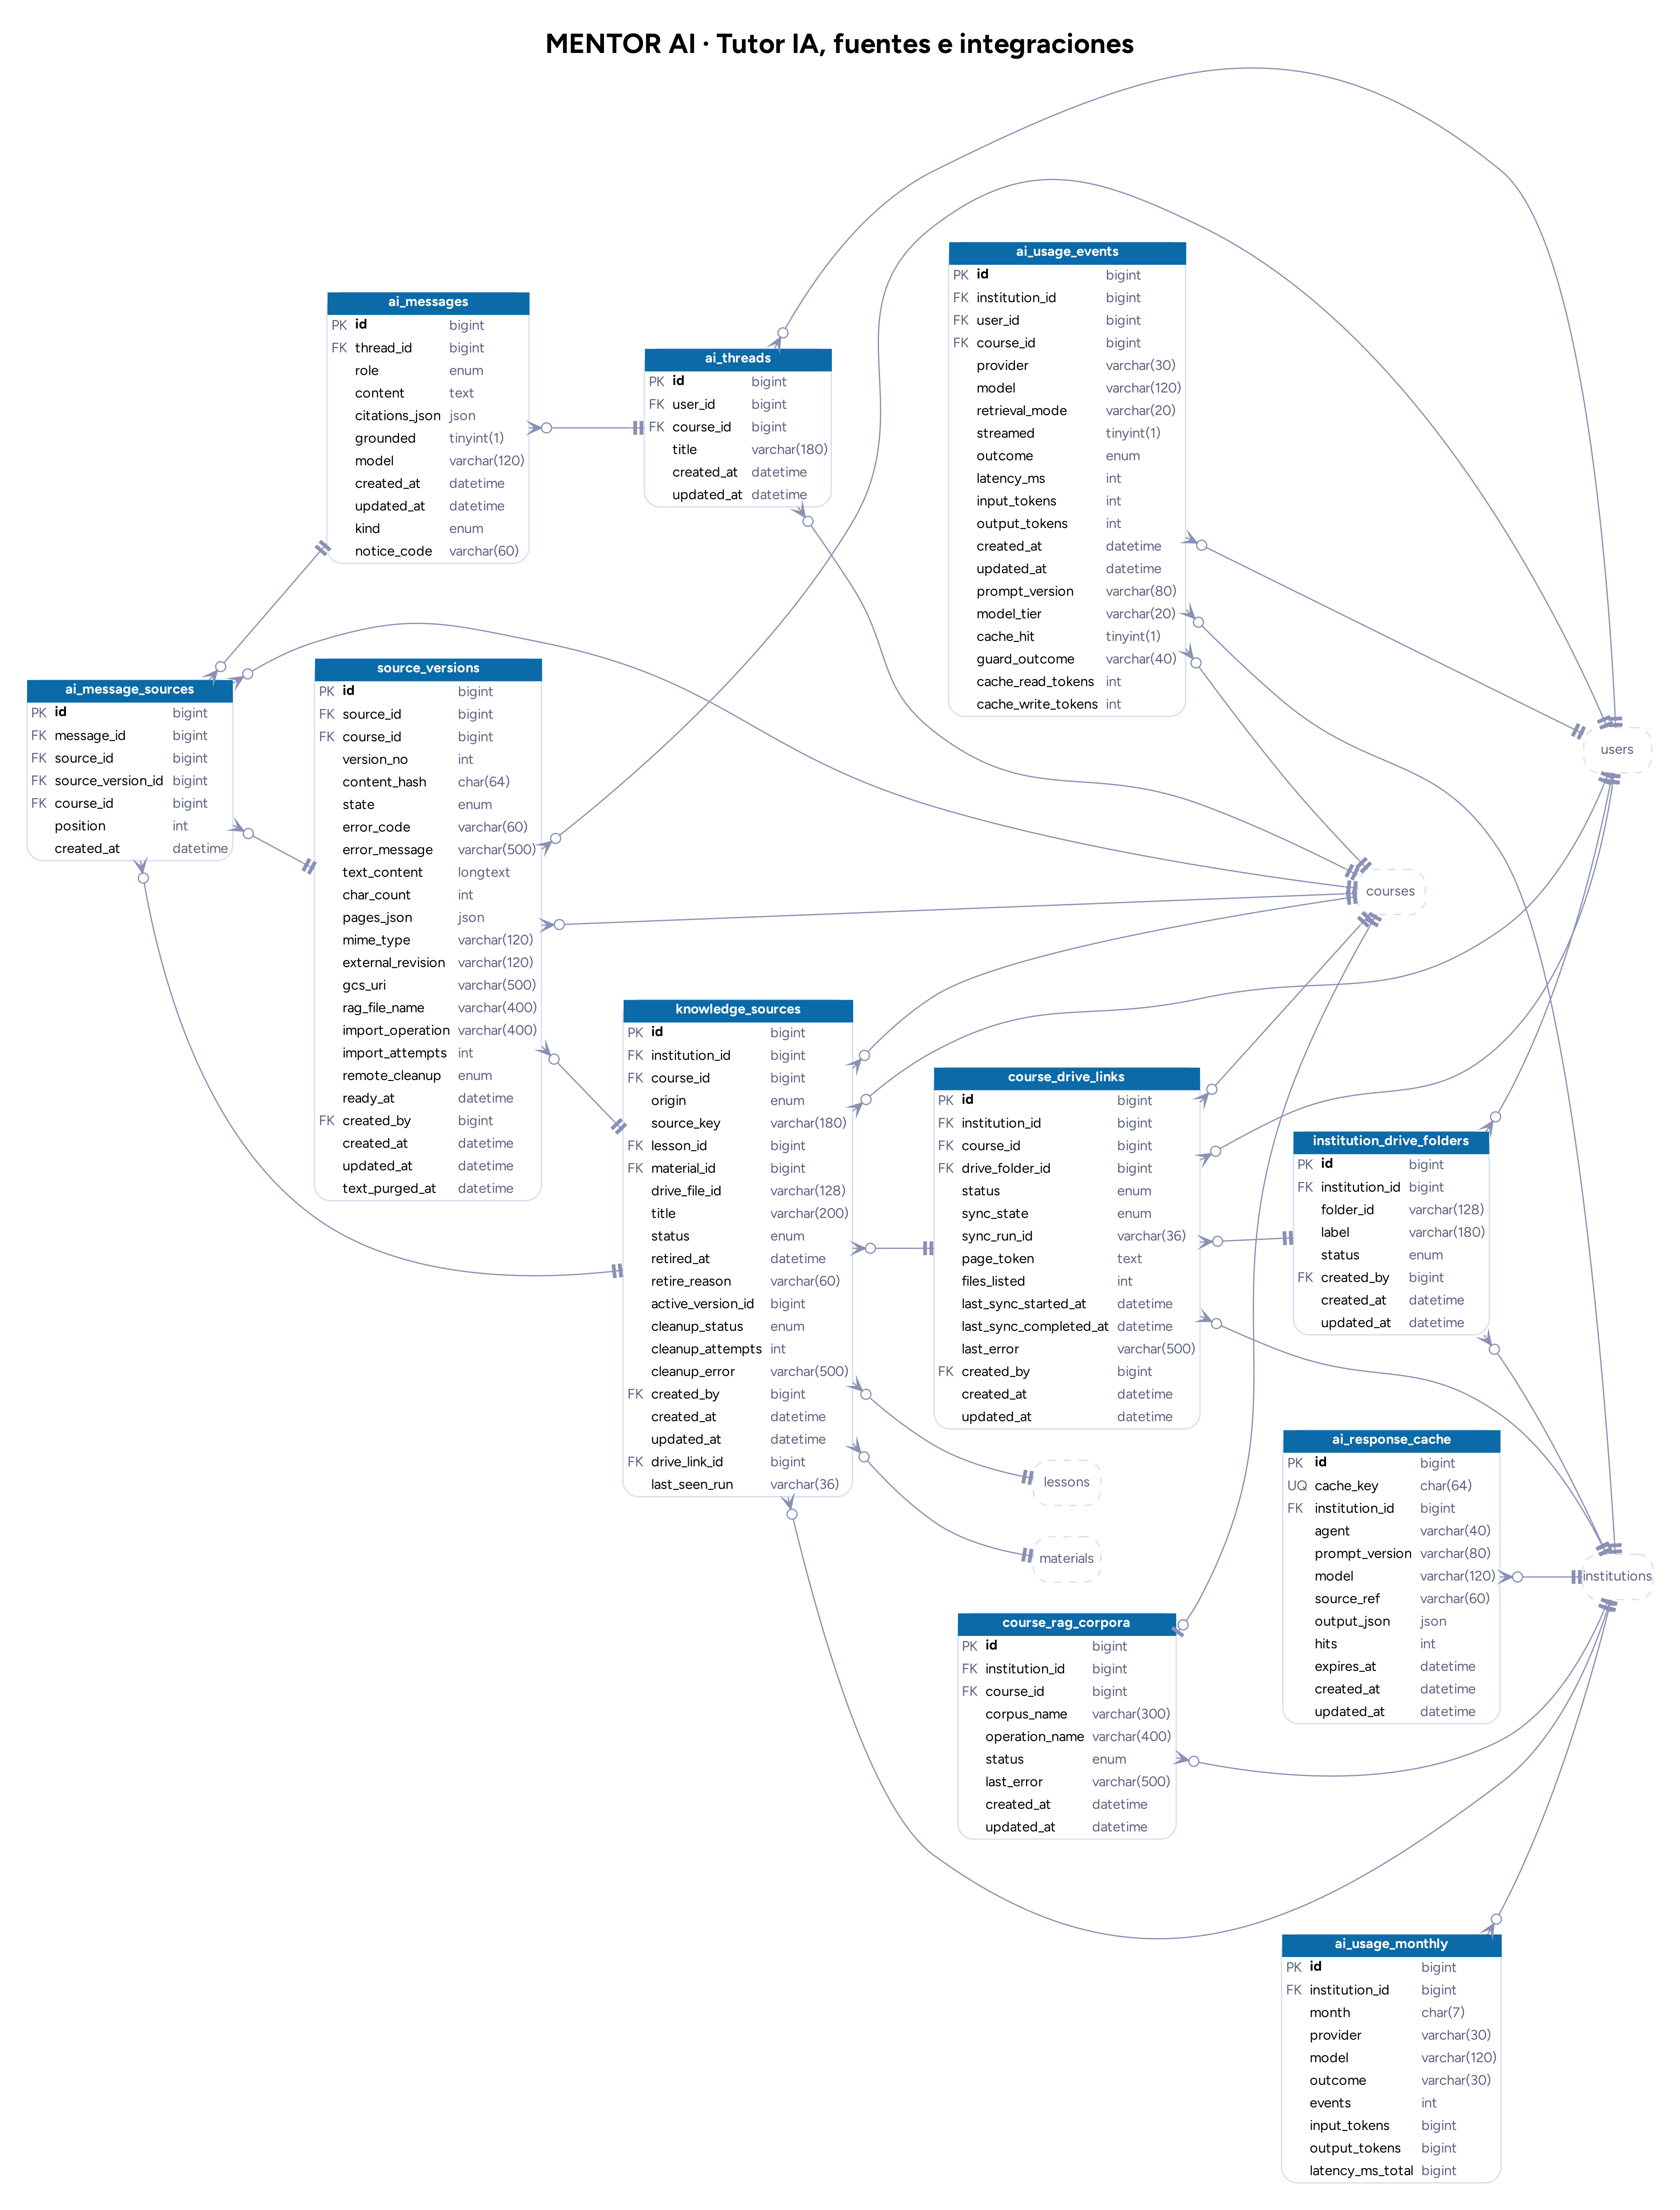 MENTOR AI · Tutor IA, fuentes e integraciones
ai_usage_events
PK id bigint
FK institution_id bigint
FK user_id bigint
FK course_id bigint
provider varchar(30)
model varchar(120)
retrieval_mode varchar(20)
streamed tinyint(1)
outcome enum
latency_ms int
input_tokens int
output_tokens int
created_at datetime
updated_at datetime
prompt_version varchar(80)
model_tier varchar(20)
cache_hit tinyint(1)
guard_outcome varchar(40)
cache_read_tokens int
cache_write_tokens int
ai_messages
PK id bigint
FK thread_id bigint
role enum
content text
citations_json json
grounded tinyint(1)
model varchar(120)
created_at datetime
updated_at datetime
kind enum
notice_code varchar(60)
ai_threads
PK id bigint
FK user_id bigint
FK course_id bigint
title varchar(180)
created_at datetime
updated_at datetime
ai_message_sources
PK id bigint
FK message_id bigint
FK source_id bigint
FK source_version_id bigint
FK course_id bigint
position int
created_at datetime
source_versions
PK id bigint
FK source_id bigint
FK course_id bigint
version_no int
content_hash char(64)
state enum
error_code varchar(60)
error_message varchar(500)
text_content longtext
char_count int
pages_json json
mime_type varchar(120)
external_revision varchar(120)
gcs_uri varchar(500)
rag_file_name varchar(400)
import_operation varchar(400)
import_attempts int
remote_cleanup enum
ready_at datetime
FK created_by bigint
created_at datetime
updated_at datetime
text_purged_at datetime
users
courses
knowledge_sources
PK id bigint
FK institution_id bigint
FK course_id bigint
origin enum
source_key varchar(180)
FK lesson_id bigint
FK material_id bigint
drive_file_id varchar(128)
title varchar(200)
status enum
retired_at datetime
retire_reason varchar(60)
active_version_id bigint
cleanup_status enum
cleanup_attempts int
cleanup_error varchar(500)
FK created_by bigint
created_at datetime
updated_at datetime
FK drive_link_id bigint
last_seen_run varchar(36)
course_drive_links
PK id bigint
FK institution_id bigint
FK course_id bigint
FK drive_folder_id bigint
status enum
sync_state enum
sync_run_id varchar(36)
page_token text
files_listed int
last_sync_started_at datetime
last_sync_completed_at datetime
last_error varchar(500)
FK created_by bigint
created_at datetime
updated_at datetime
institution_drive_folders
PK id bigint
FK institution_id bigint
folder_id varchar(128)
label varchar(180)
status enum
FK created_by bigint
created_at datetime
updated_at datetime
lessons
materials
ai_response_cache
PK id bigint
UQ cache_key char(64)
FK institution_id bigint
agent varchar(40)
prompt_version varchar(80)
model varchar(120)
source_ref varchar(60)
output_json json
hits int
expires_at datetime
created_at datetime
updated_at datetime
institutions
course_rag_corpora
PK id bigint
FK institution_id bigint
FK course_id bigint
corpus_name varchar(300)
operation_name varchar(400)
status enum
last_error varchar(500)
created_at datetime
updated_at datetime
ai_usage_monthly
PK id bigint
FK institution_id bigint
month char(7)
provider varchar(30)
model varchar(120)
outcome varchar(30)
events int
input_tokens bigint
output_tokens bigint
latency_ms_total bigint